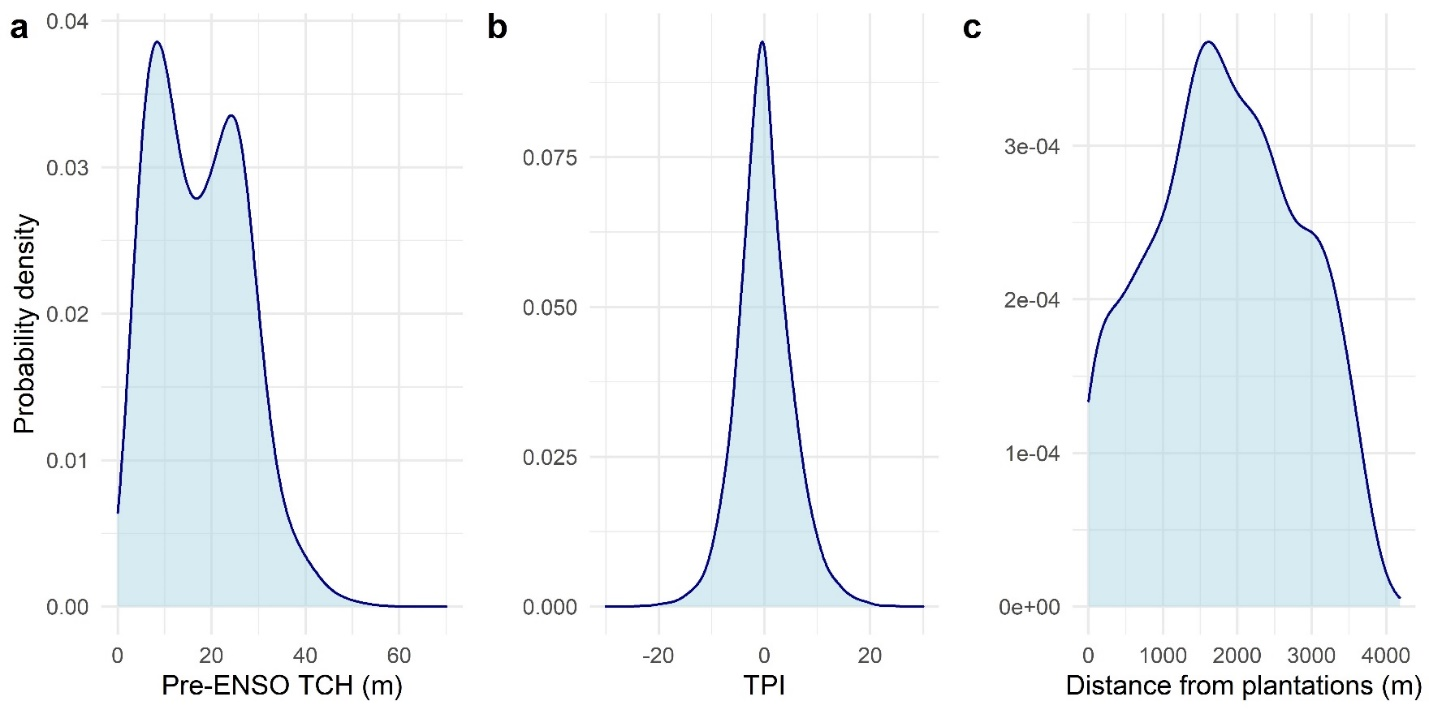 a
b
c
Probability density
0.04
0.03
0.02
0.01
0.00
0
20
40
60
Pre-ENSO TCH (m)
0.075
0.050
0.025
0.000
-20
0
20
TPI
3e-04
2e-04
1e-04
0e+00
0
1000
2000
3000
4000
Distance from plantations (m)